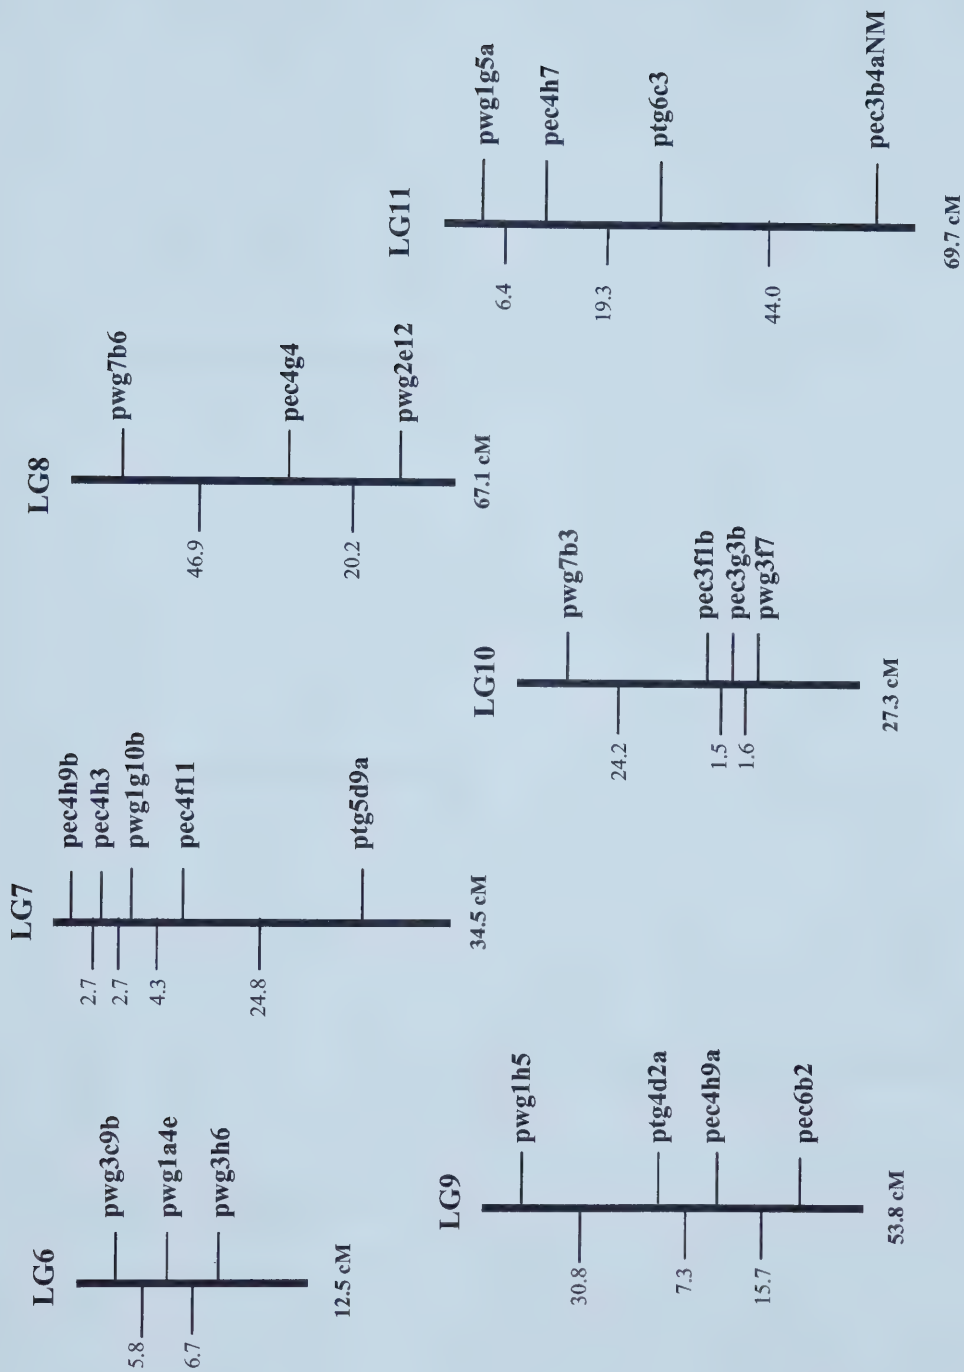 LG6
pwg3c9b
5.8
pwg1a4e
6.7
pwg3h6
12.5 cM
LG7
pec4h9b
2.7
pec4h3
2.7
pwg1g10b
4.3
pec4f11
24.8
ptg5d9a
34.5 cM
LG8
pwg7b6
46.9
pec4g4
20.2
pwg2e12
67.1 cM
LG9
pwg1h5
30.8
ptg4d2a
7.3
pec4h9a
15.7
pec6b2
53.8 cM
LG10
pwg7b3
24.2
pec3f1b
1.5
pec3g3b
1.6
pwg3f7
27.3 cM
LG11
pwg1g5a
6.4
pec4h7
19.3
ptg6c3
44.0
pec3b4aNM
69.7 cM